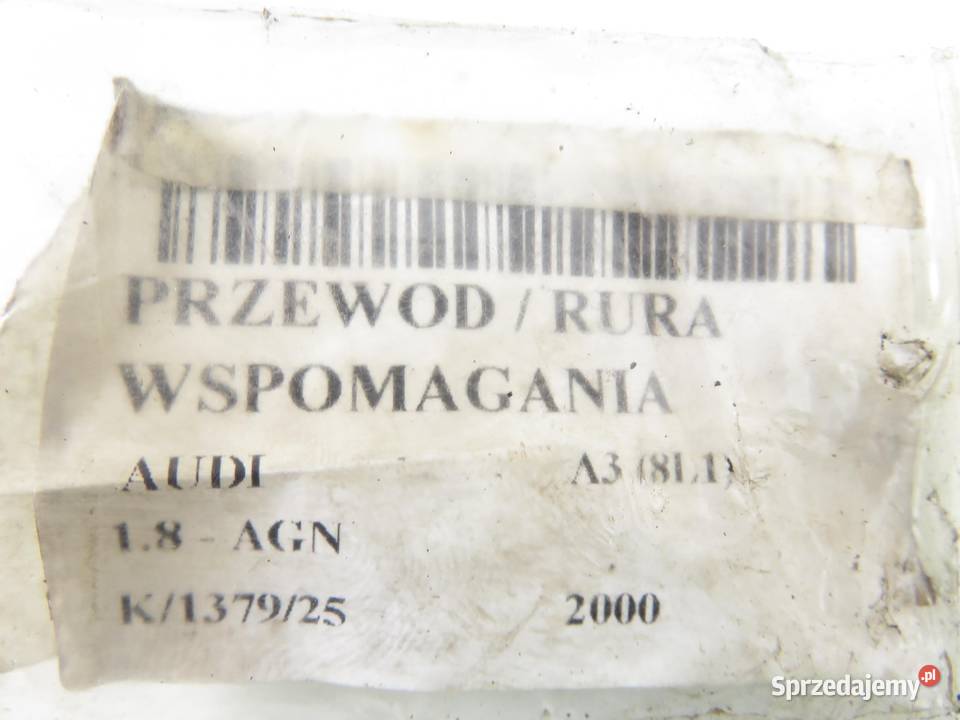 PRZEWOD / RURA
WSPOMAGANIA
AUDI A3 (8L1)
1.8 - AGN
K/1379/25 2000
Sprzedajemy.pl